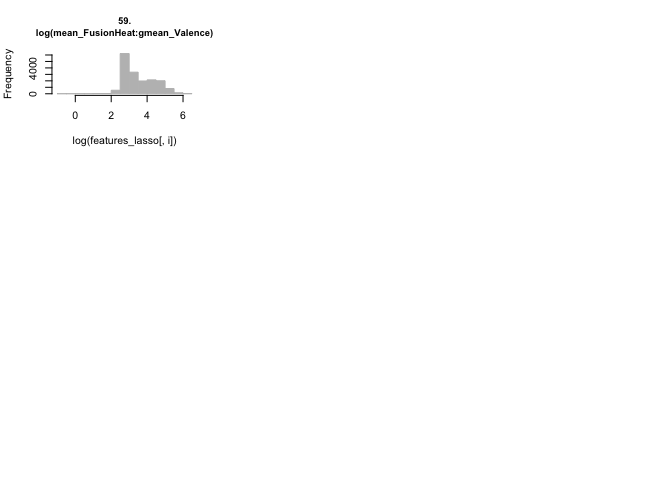 59.
log(mean_FusionHeat:gmean_Valence)
Frequency
4000
0
0 2 4 6
log(features_lasso[, i])